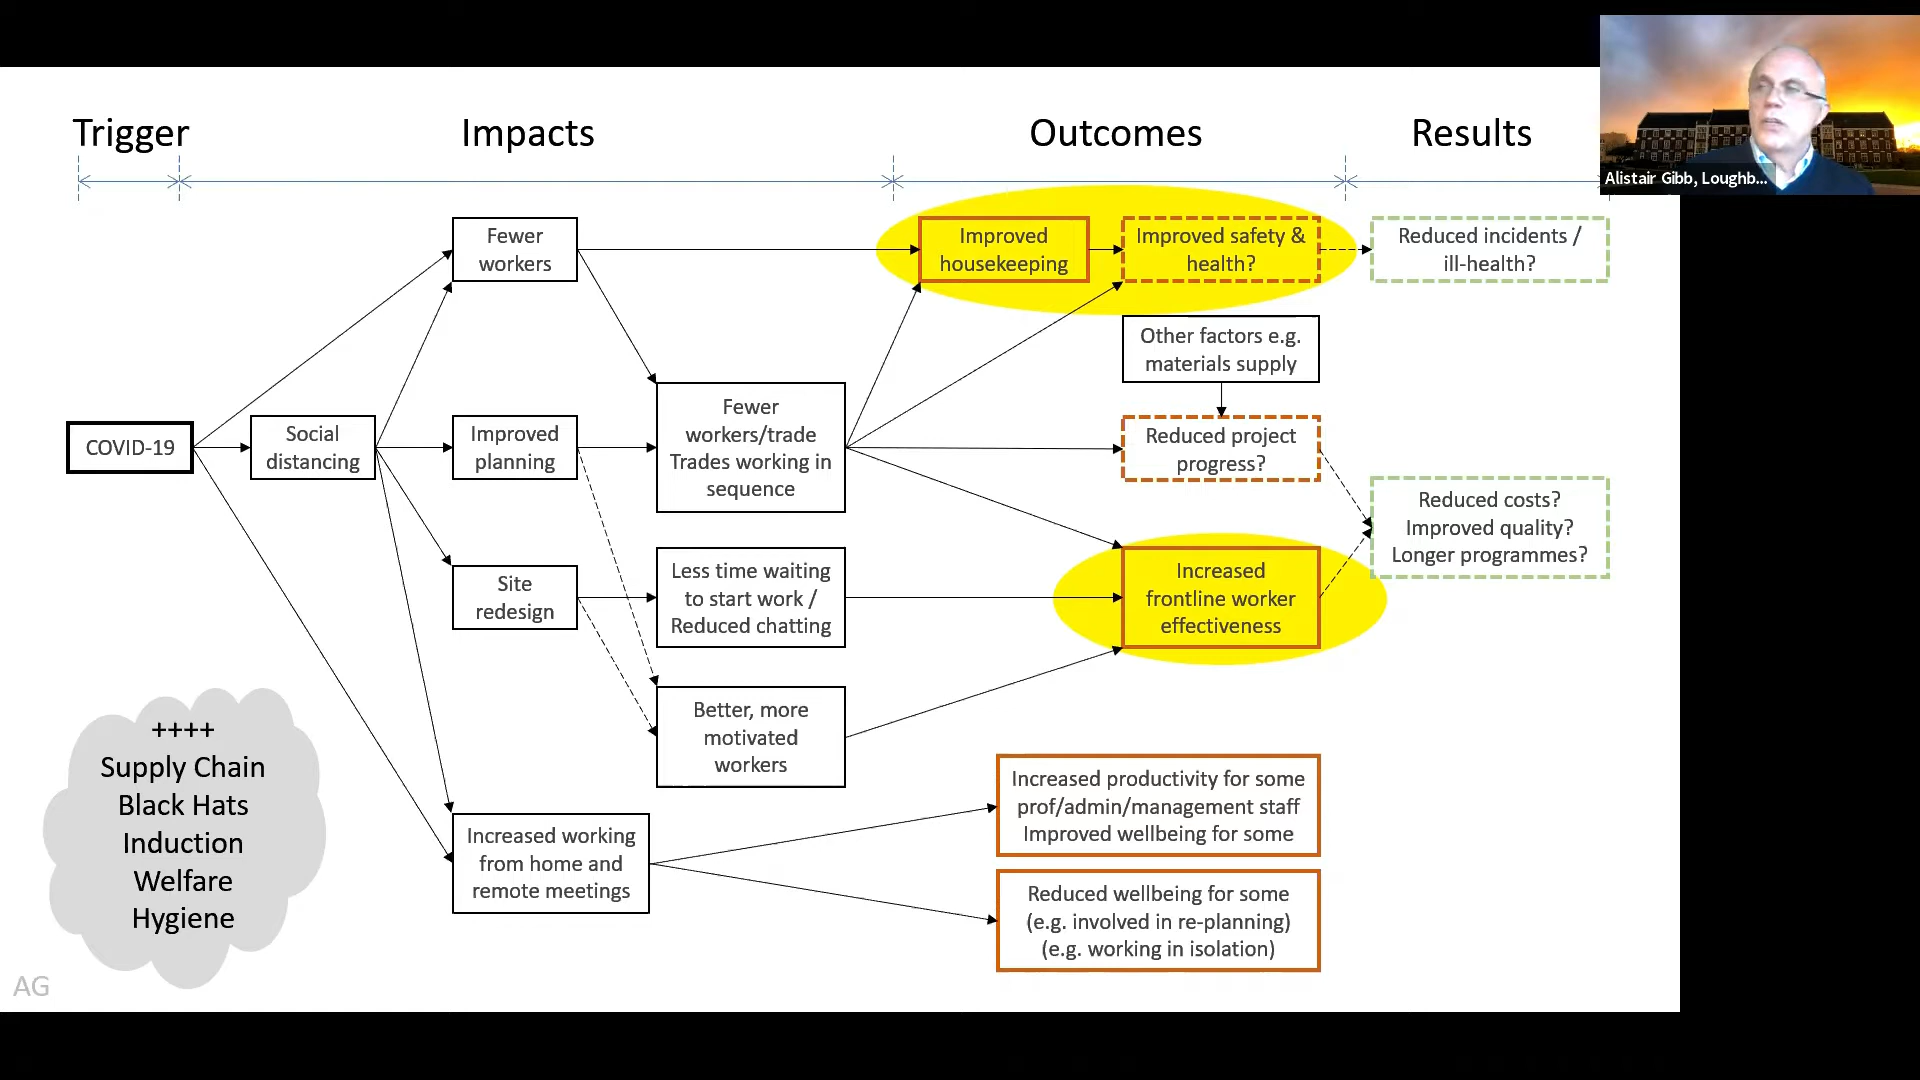 Trigger
Impacts
Outcomes
Results
Alistair Gibb, Loughb...
Fewer
workers
Improved
housekeeping
Improved safety &
health?
Reduced incidents /
ill-health?
Other factors e.g.
materials supply
COVID-19
Social
distancing
Improved
planning
Fewer
workers/trade
Trades working in
sequence
Reduced project
progress?
Reduced costs?
Improved quality?
Longer programmes?
Site
redesign
Less time waiting
to start work /
Reduced chatting
Increased
frontline worker
effectiveness
Better, more
motivated
workers
Increased working
from home and
remote meetings
Increased productivity for some
prof/admin/management staff
Improved wellbeing for some
Reduced wellbeing for some
(e.g. involved in re-planning)
(e.g. working in isolation)
++++
Supply Chain
Black Hats
Induction
Welfare
Hygiene
AG